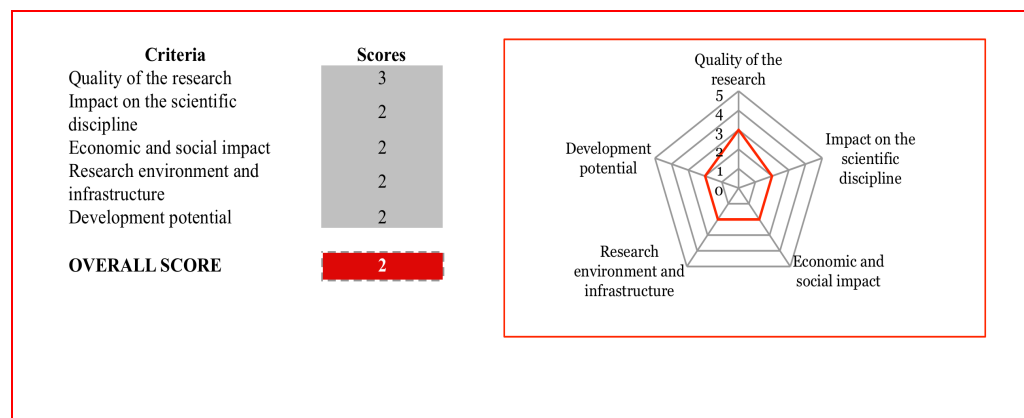 Criteria Scores
Quality of the research 3
Impact on the scientific
discipline 2
Economic and social impact 2
Research environment and
infrastructure 2
Development potential 2
OVERALL SCORE 2
Quality of the
research
5
4
3
2
1
0
Impact on the
scientific
discipline
Economic and
social impact
Research
environment and
infrastructure
Development
potential